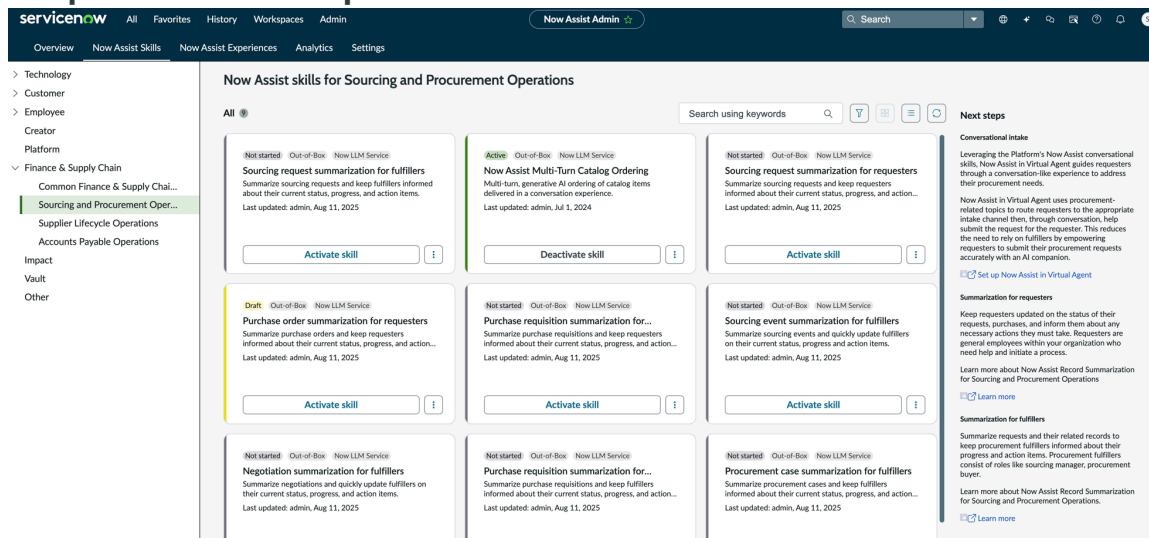 servicenow All Favorites History Workspaces Admin Now Assist Admin ☆ Search
Overview Now Assist Skills Now Assist Experiences Analytics Settings
Technology
Customer
Employee
Creator
Platform
Finance & Supply Chain
Common Finance & Supply Chai...
Sourcing and Procurement Oper...
Supplier Lifecycle Operations
Accounts Payable Operations
Impact
Vault
Other
Now Assist skills for Sourcing and Procurement Operations
All 9
Search using keywords
Not started Out-of-Box Now LLM Service
Sourcing request summarization for fulfillers
Summarize sourcing requests and keep fulfillers informed
about their current status, progress, and action items.
Last updated: admin, Aug 11, 2025
Activate skill
Active Out-of-Box Now LLM Service
Now Assist Multi-Turn Catalog Ordering
Multi-turn, generative AI ordering of catalog items
delivered in a conversation experience.
Last updated: admin, Jul 1, 2024
Deactivate skill
Not started Out-of-Box Now LLM Service
Sourcing request summarization for requesters
Summarize sourcing requests and keep requesters
informed about their current status, progress, and action...
Last updated: admin, Aug 11, 2025
Activate skill
Draft Out-of-Box Now LLM Service
Purchase order summarization for requesters
Summarize purchase orders and keep requesters
informed about their current status, progress, and action...
Last updated: admin, Aug 11, 2025
Activate skill
Not started Out-of-Box Now LLM Service
Purchase requisition summarization for...
Summarize purchase requisitions and keep requesters
informed about their current status, progress, and action...
Last updated: admin, Aug 11, 2025
Activate skill
Not started Out-of-Box Now LLM Service
Sourcing event summarization for fulfillers
Summarize sourcing events and quickly update fulfillers
on their current status, progress, and action items.
Last updated: admin, Aug 11, 2025
Activate skill
Not started Out-of-Box Now LLM Service
Negotiation summarization for fulfillers
Summarize negotiations and quickly update fulfillers on
their current status, progress, and action items.
Last updated: admin, Aug 11, 2025
Not started Out-of-Box Now LLM Service
Purchase requisition summarization for...
Summarize purchase requisitions and keep fulfillers
informed about their current status, progress, and action...
Last updated: admin, Aug 11, 2025
Not started Out-of-Box Now LLM Service
Procurement case summarization for fulfillers
Summarize procurement cases and keep fulfillers
informed about their current status, progress, and action...
Last updated: admin, Aug 11, 2025
Next steps
Conversational intake
Leveraging the Platform's Now Assist conversational
skills, Now Assist in Virtual Agent guides requesters
through a conversation-like experience to address
their procurement needs.
Now Assist in Virtual Agent uses procurement-
related topics to route requesters to the appropriate
intake channel then, through conversation, help
submit the request for the requester. This reduces
the need to rely on fulfillers by empowering
requesters to submit their procurement requests
accurately with an AI companion.
Set up Now Assist in Virtual Agent
Summarization for requesters
Keep requesters updated on the status of their
requests, purchases, and inform them about any
necessary actions they must take. Requesters are
general employees within your organization who
need help and initiate a process.
Learn more about Now Assist Record Summarization
for Sourcing and Procurement Operations
Learn more
Summarization for fulfillers
Summarize requests and their related records to
keep procurement fulfillers informed about their
progress and action items. Procurement fulfillers
consist of roles like sourcing manager, procurement
buyer.
Learn more about Now Assist Record Summarization
for Sourcing and Procurement Operations.
Learn more